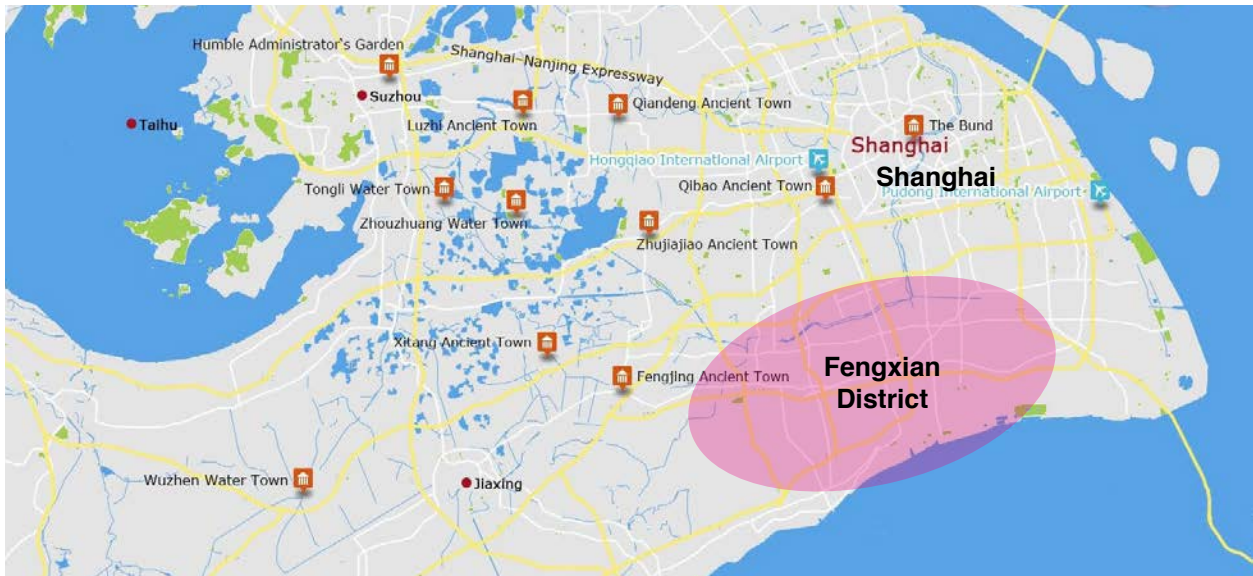 Humble Administrator's Garden
Shanghai-Nanjing Expressway
Suzhou
Qiandeng Ancient Town
Taihu
Luzhi Ancient Town
The Bund
Shanghai
Hongqiao International Airport
Shanghai
Tongli Water Town
Qibao Ancient Town
Pudong International Airport
Zhouzhuang Water Town
Zhujiajiao Ancient Town
Xitang Ancient Town
Fengxian
District
Fengjing Ancient Town
Wuzhen Water Town
Jiaxing